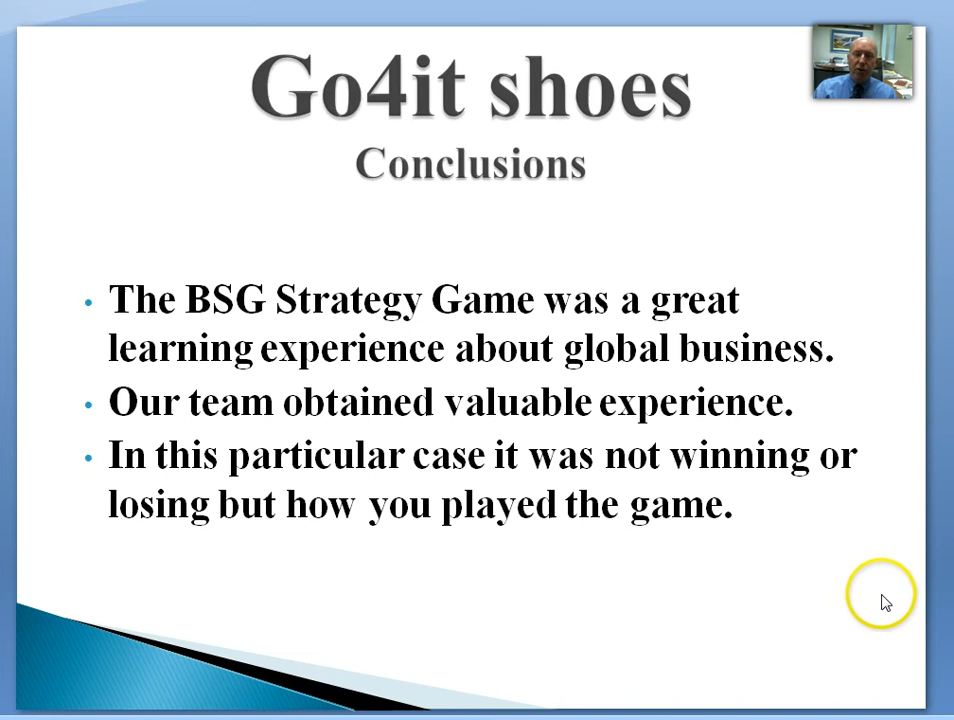 Go4it shoes
Conclusions
• The BSG Strategy Game was a great
learning experience about global business.
• Our team obtained valuable experience.
• In this particular case it was not winning or
losing but how you played the game.